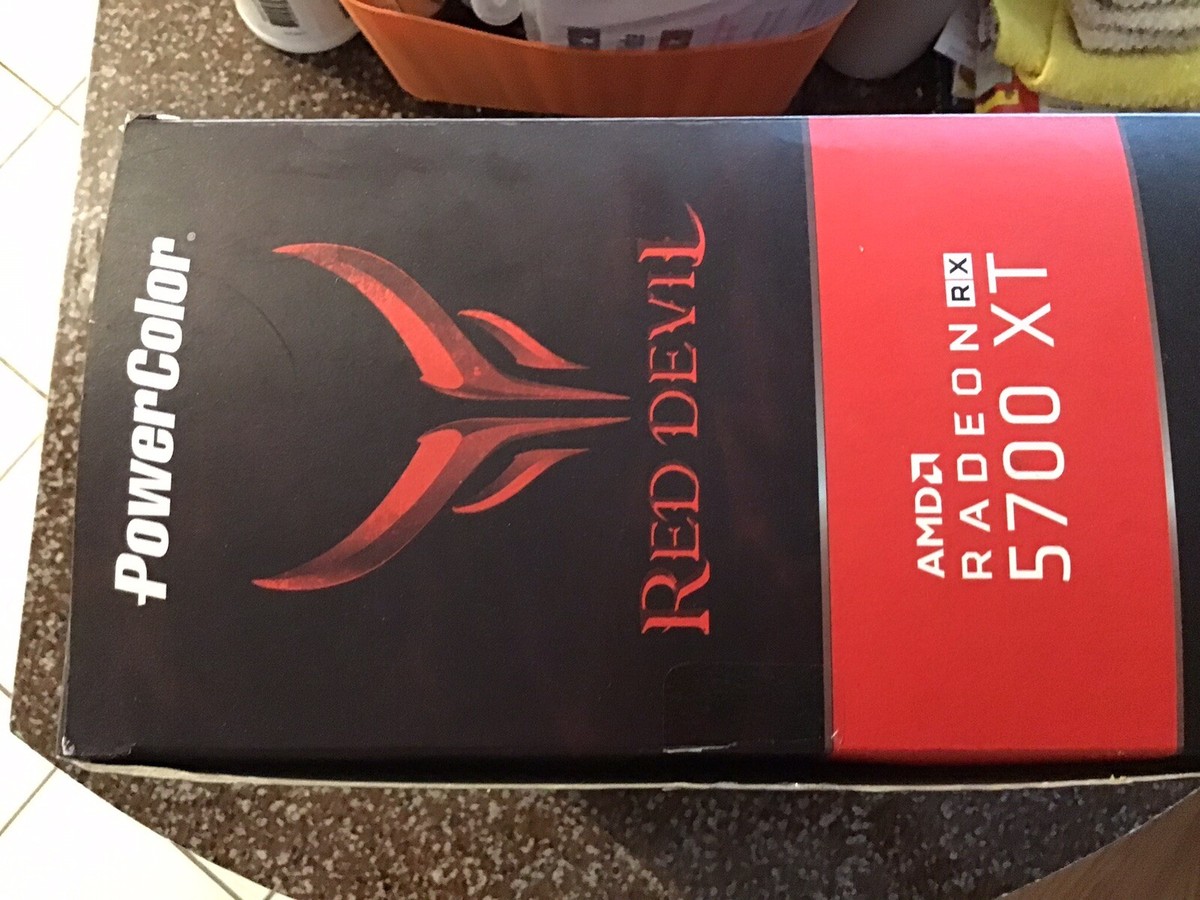 PowerColor
RED DEVIL
AMD
RADEON RX
5700 XT